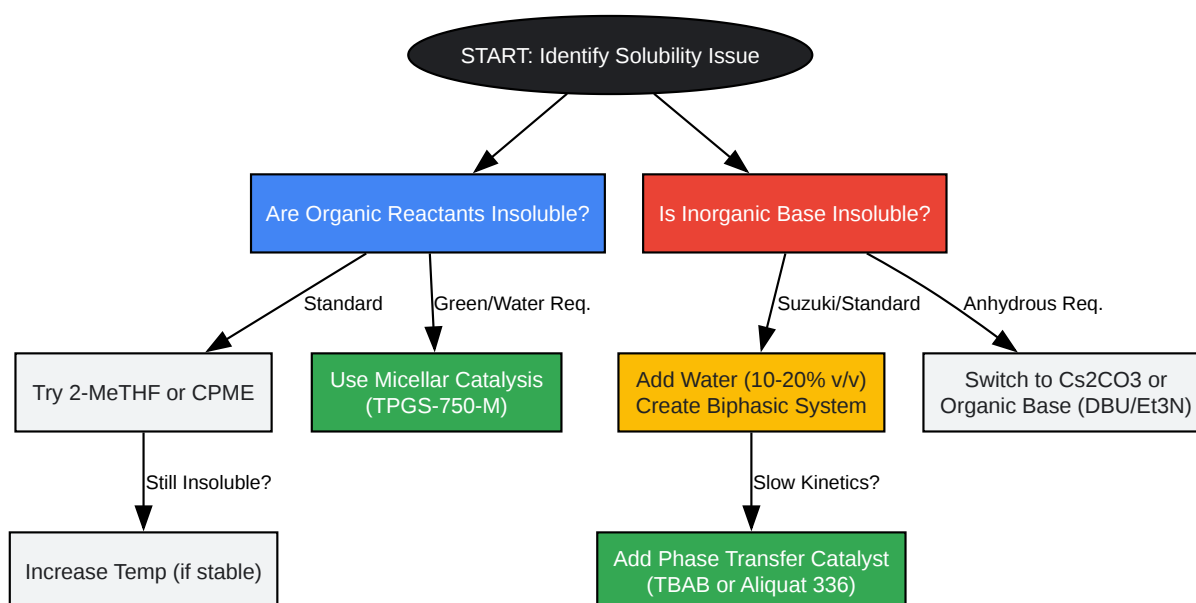 START: Identify Solubility Issue
Are Organic Reactants Insoluble?
Is Inorganic Base Insoluble?
Standard
Green/Water Req.
Suzuki/Standard
Anhydrous Req.
Try 2-MeTHF or CPME
Use Micellar Catalysis
(TPGS-750-M)
Add Water (10-20% v/v)
Create Biphasic System
Switch to Cs2CO3 or
Organic Base (DBU/Et3N)
Still Insoluble?
Slow Kinetics?
Increase Temp (if stable)
Add Phase Transfer Catalyst
(TBAB or Aliquat 336)